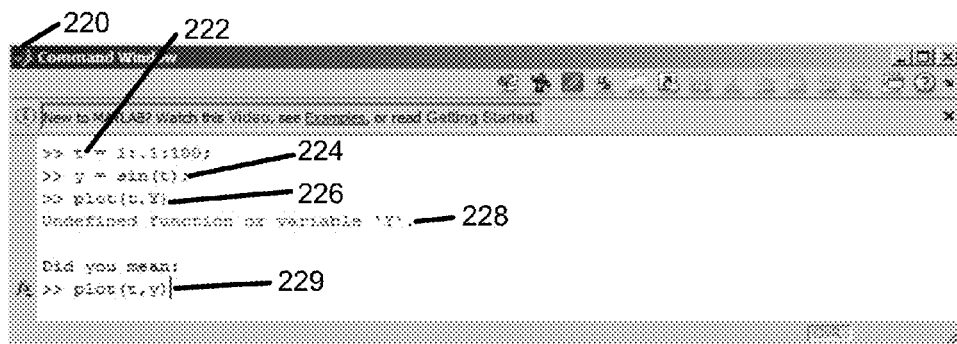 220
222
Command Window
New to MATLAB? Watch this Video, see Examples, or read Getting Started.
>> t = 1:.1:100;
224
>> y = sin(t);
226
>> plot(t,Y)
228
Undefined function or variable 'Y'.
Did you mean:
229
>> plot(t,y)